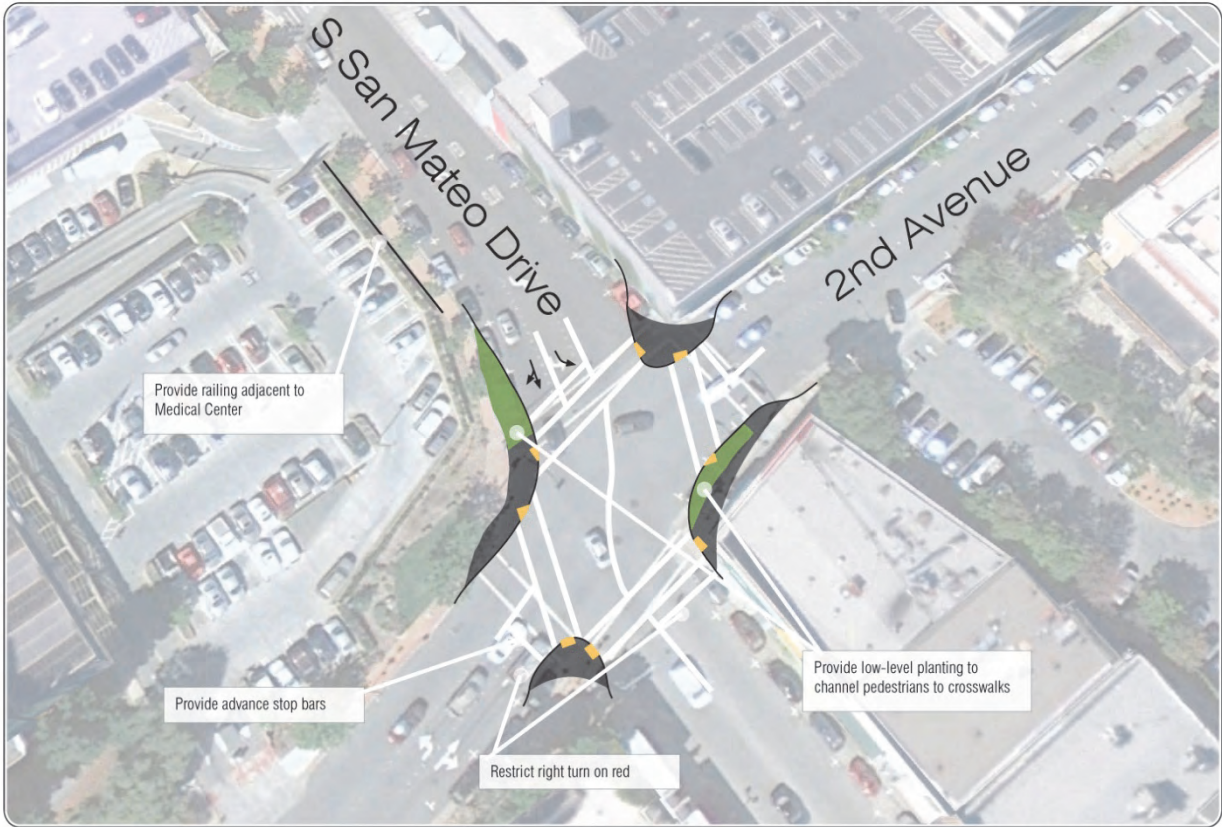 S San Mateo Drive
2nd Avenue
Provide railing adjacent to
Medical Center
Provide low-level planting to
channel pedestrians to crosswalks
Provide advance stop bars
Restrict right turn on red